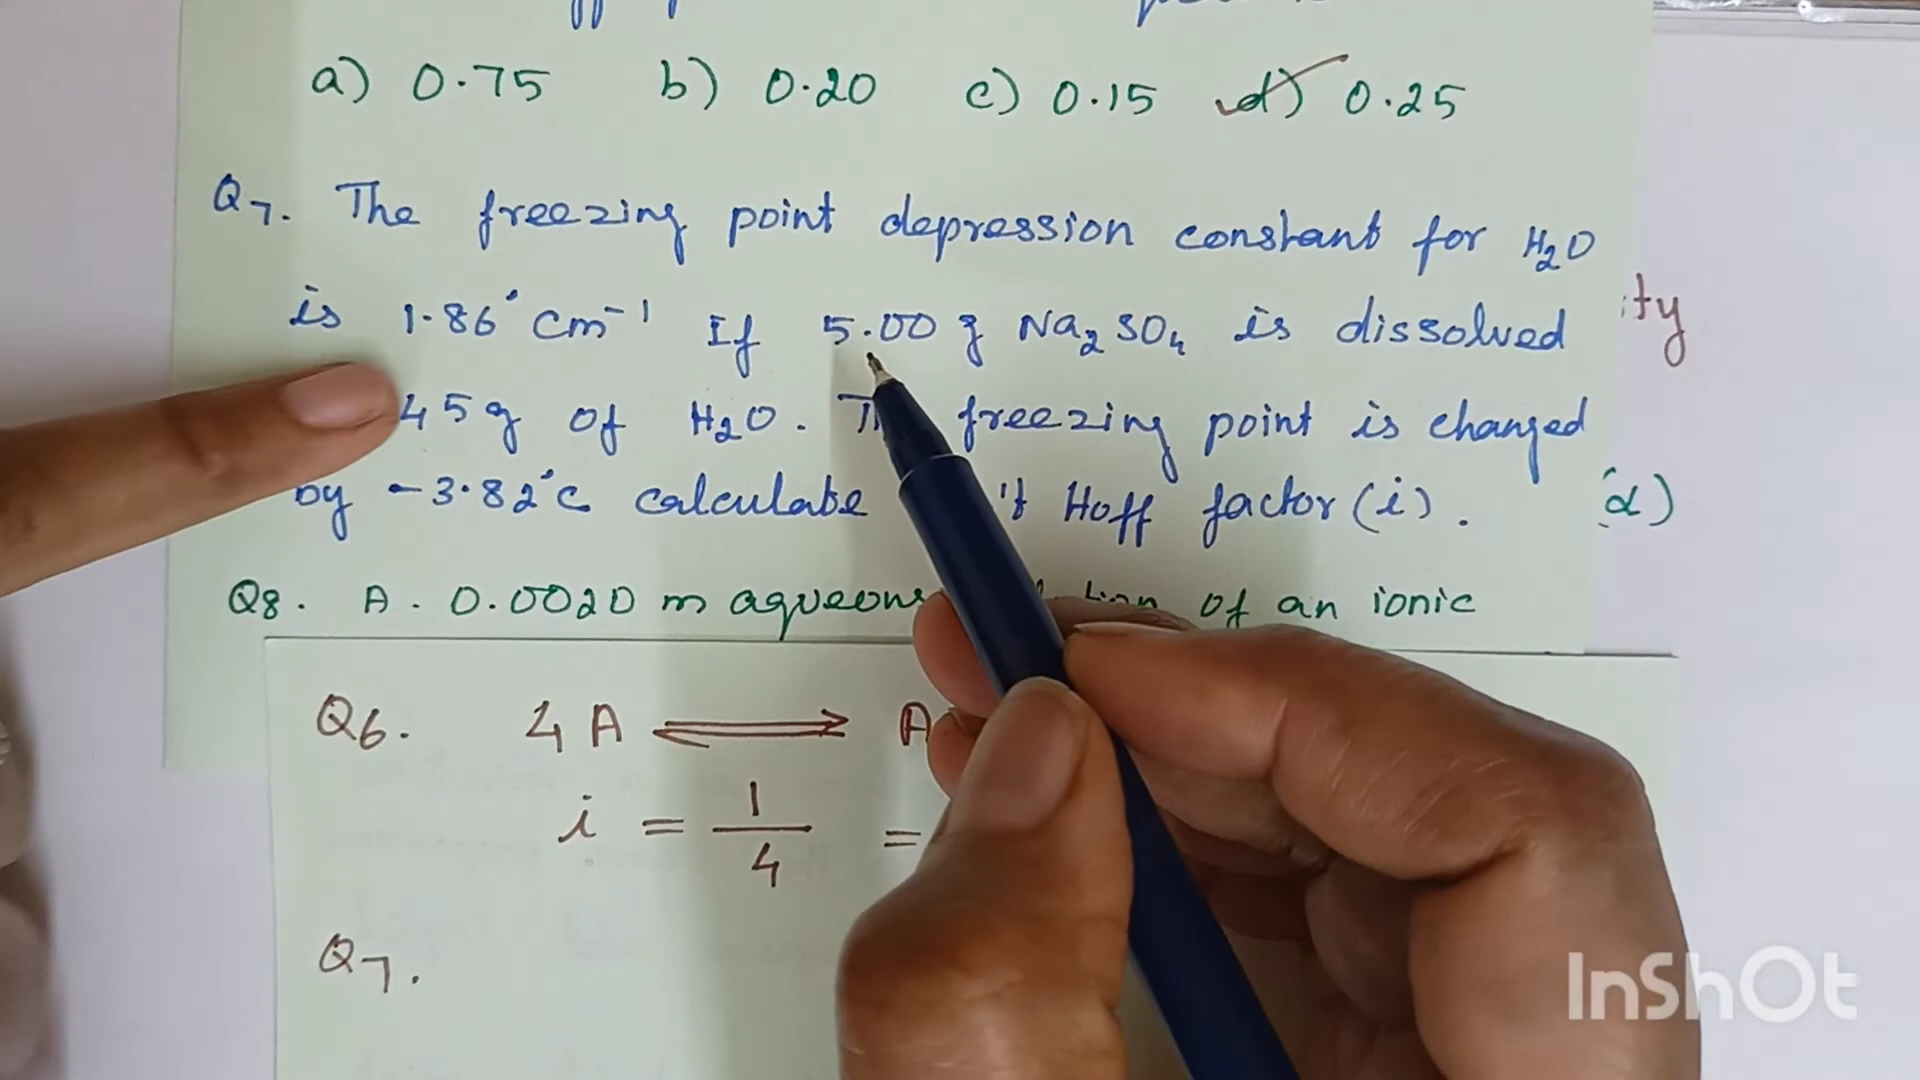 a) 0.75 b) 0.20 c) 0.15 d) 0.25
Q7. The freezing point depression constant for H₂O
is 1.86°cm⁻¹ If 5.00 g Na₂SO₄ is dissolved
ity
45g of H₂O. freezing point is changed
by -3.82°c calculate 't Hoff factor (i).
α)
Q8. A. 0.0020 m aqueous of an ionic
Q6. 4A ⇌ A
i = 1/4 =
Q7.
InShOt